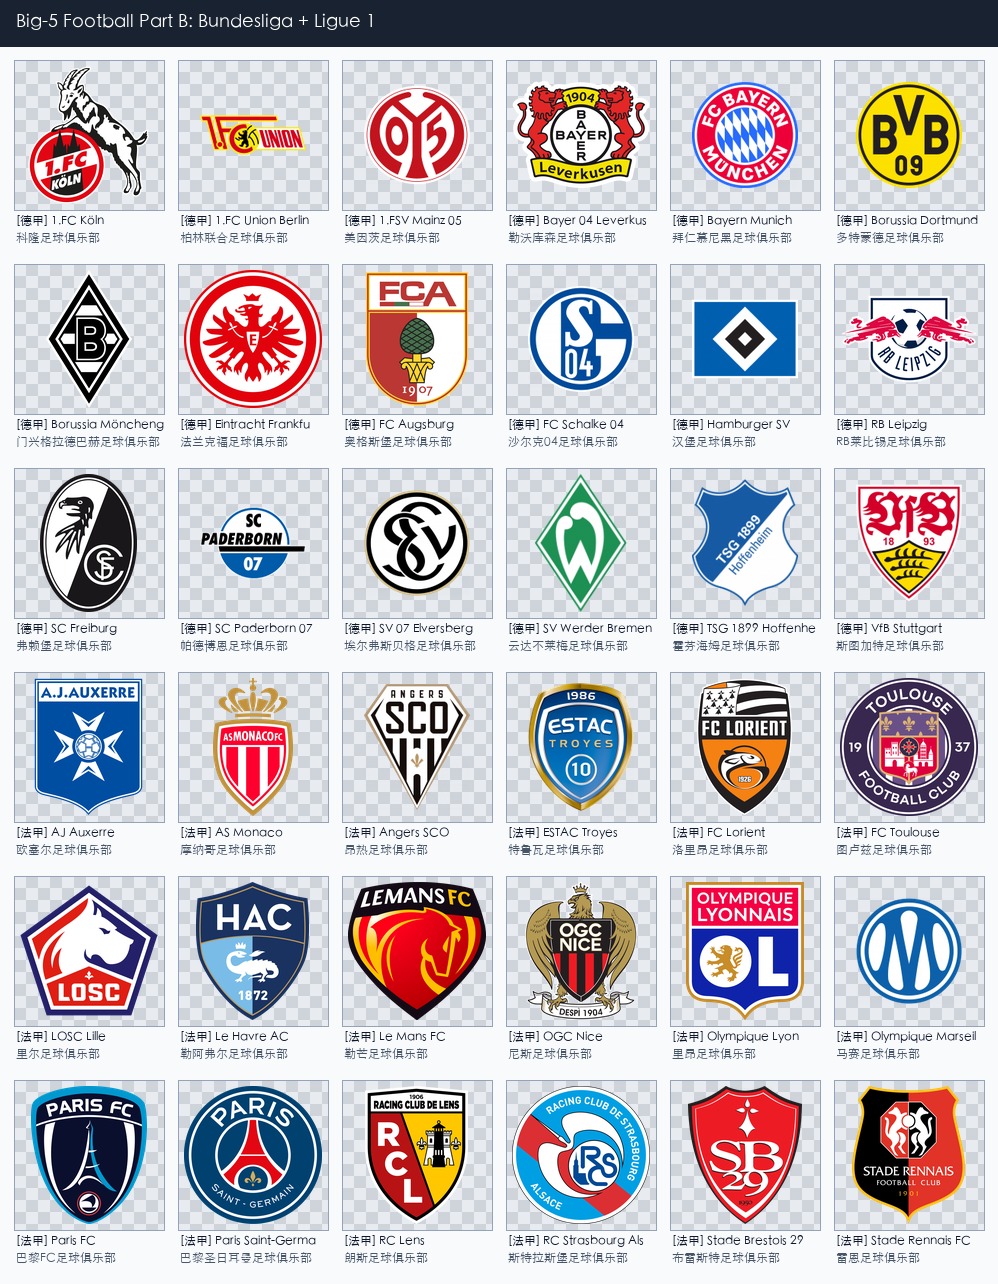 Big-5 Football Part B: Bundesliga + Ligue 1
1.FC KÖLN
1.FC UNION
05
1904 BAYER BAYER Leverkusen
FC BAYERN MÜNCHEN
BVB 09
[德甲] 1.FC Köln
科隆足球俱乐部
[德甲] 1.FC Union Berlin
柏林联合足球俱乐部
[德甲] 1.FSV Mainz 05
美因茨足球俱乐部
[德甲] Bayer 04 Leverkus
勒沃库森足球俱乐部
[德甲] Bayern Munich
拜仁慕尼黑足球俱乐部
[德甲] Borussia Dortmund
多特蒙德足球俱乐部
B
E
FCA 1907
S 04
RB LEIPZIG
[德甲] Borussia Möncheng
门兴格拉德巴赫足球俱乐部
[德甲] Eintracht Frankfu
法兰克福足球俱乐部
[德甲] FC Augsburg
奥格斯堡足球俱乐部
[德甲] FC Schalke 04
沙尔克04足球俱乐部
[德甲] Hamburger SV
汉堡足球俱乐部
[德甲] RB Leipzig
RB莱比锡足球俱乐部
SC
SC PADERBORN 07
SV
W
TSG 1899 Hoffenheim
VfB 18 93
[德甲] SC Freiburg
弗赖堡足球俱乐部
[德甲] SC Paderborn 07
帕德博恩足球俱乐部
[德甲] SV 07 Elversberg
埃尔弗斯贝格足球俱乐部
[德甲] SV Werder Bremen
云达不莱梅足球俱乐部
[德甲] TSG 1899 Hoffenhe
霍芬海姆足球俱乐部
[德甲] VfB Stuttgart
斯图加特足球俱乐部
A.J.AUXERRE
AS MONACO FC
ANGERS SCO
1986 ESTAC TROYES 10
FC LORIENT 1926
TOULOUSE 19 37 FOOTBALL CLUB
[法甲] AJ Auxerre
欧塞尔足球俱乐部
[法甲] AS Monaco
摩纳哥足球俱乐部
[法甲] Angers SCO
昂热足球俱乐部
[法甲] ESTAC Troyes
特鲁瓦足球俱乐部
[法甲] FC Lorient
洛里昂足球俱乐部
[法甲] FC Toulouse
图卢兹足球俱乐部
LOSC
HAC 1872
LE MANS FC
OGC NICE DESPI 1904
OLYMPIQUE LYONNAIS OL
M
[法甲] LOSC Lille
里尔足球俱乐部
[法甲] Le Havre AC
勒阿弗尔足球俱乐部
[法甲] Le Mans FC
勒芒足球俱乐部
[法甲] OGC Nice
尼斯足球俱乐部
[法甲] Olympique Lyon
里昂足球俱乐部
[法甲] Olympique Marseil
马赛足球俱乐部
PARIS FC
PARIS SAINT-GERMAIN
1906 RACING CLUB DE LENS RCL
RACING CLUB DE STRASBOURG ALSACE RCS
SB 29 1950
STADE RENNAIS FOOTBALL CLUB 1901
[法甲] Paris FC
巴黎FC足球俱乐部
[法甲] Paris Saint-Germa
巴黎圣日耳曼足球俱乐部
[法甲] RC Lens
朗斯足球俱乐部
[法甲] RC Strasbourg Als
斯特拉斯堡足球俱乐部
[法甲] Stade Brestois 29
布雷斯特足球俱乐部
[法甲] Stade Rennais FC
雷恩足球俱乐部